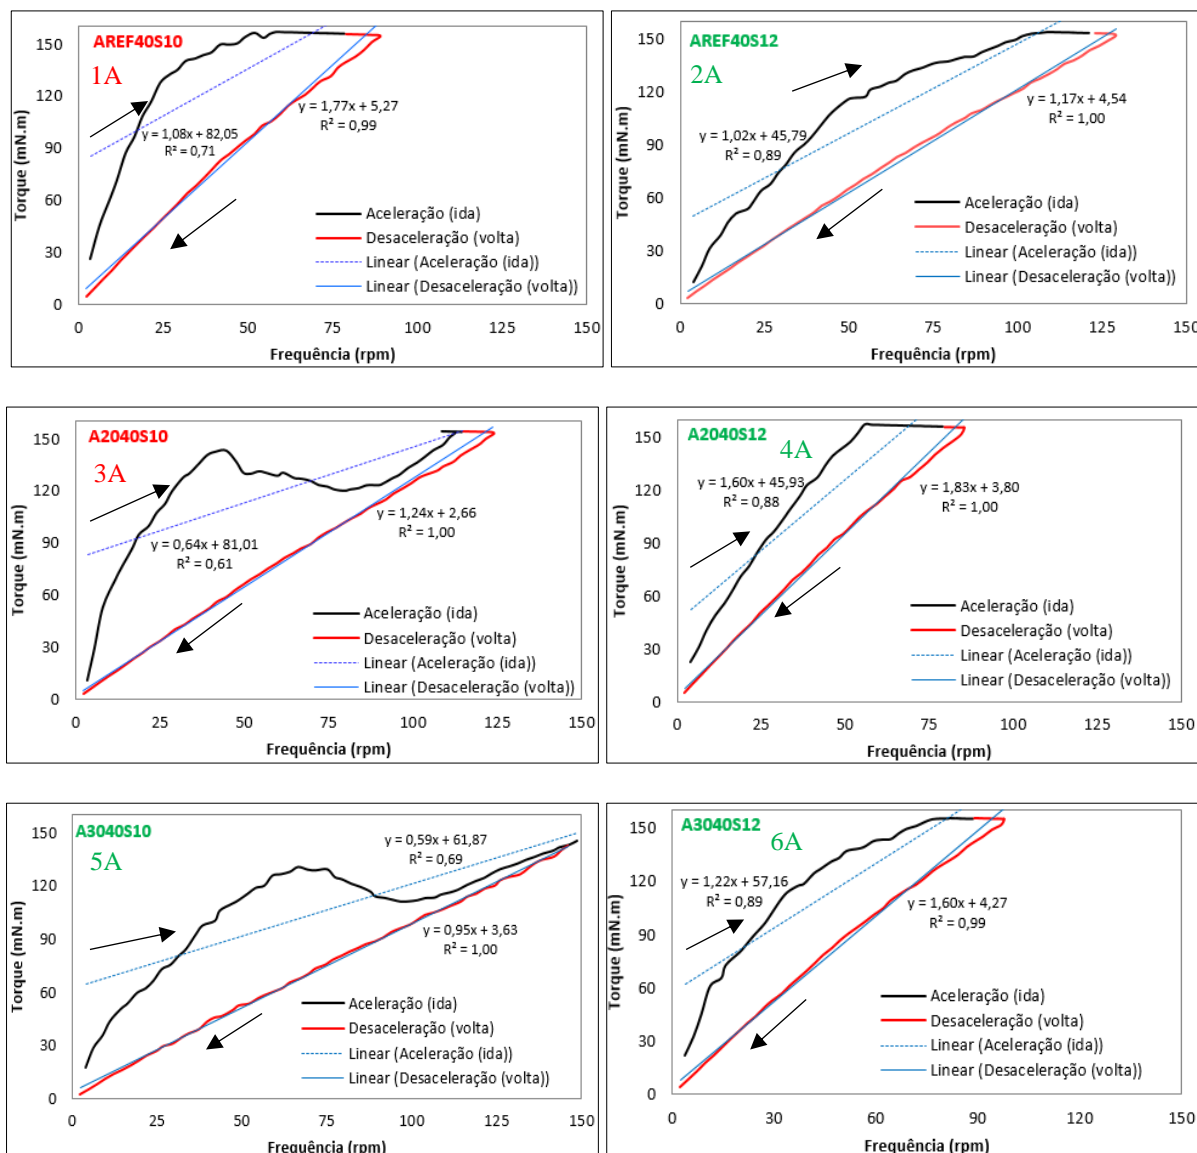 AREF40S10
1A
y = 1,08x + 82,05
R² = 0,71
y = 1,77x + 5,27
R² = 0,99
Aceleração (ida)
Desaceleração (volta)
Linear (Aceleração (ida))
Linear (Desaceleração (volta))
Torque (mN.m)
150
120
90
60
30
0
0 25 50 75 100 125 150
Frequência (rpm)
AREF40S12
2A
y = 1,02x + 45,79
R² = 0,89
y = 1,17x + 4,54
R² = 1,00
Aceleração (ida)
Desaceleração (volta)
Linear (Aceleração (ida))
Linear (Desaceleração (volta))
Torque (mN.m)
150
120
90
60
30
0
0 25 50 75 100 125 150
Frequência (rpm)
A2040S10
3A
y = 0,64x + 81,01
R² = 0,61
y = 1,24x + 2,66
R² = 1,00
Aceleração (ida)
Desaceleração (volta)
Linear (Aceleração (ida))
Linear (Desaceleração (volta))
Torque (mN.m)
150
120
90
60
30
0
0 25 50 75 100 125 150
Frequência (rpm)
A2040S12
4A
y = 1,60x + 45,93
R² = 0,88
y = 1,83x + 3,80
R² = 1,00
Aceleração (ida)
Desaceleração (volta)
Linear (Aceleração (ida))
Linear (Desaceleração (volta))
Torque (mN.m)
150
120
90
60
30
0
0 25 50 75 100 125 150
Frequência (rpm)
A3040S10
5A
y = 0,59x + 61,87
R² = 0,69
y = 0,95x + 3,63
R² = 1,00
Aceleração (ida)
Desaceleração (volta)
Linear (Aceleração (ida))
Linear (Desaceleração (volta))
Torque (mN.m)
150
120
90
60
30
0
0 25 50 75 100 125 150
Frequência (rpm)
A3040S12
6A
y = 1,22x + 57,16
R² = 0,89
y = 1,60x + 4,27
R² = 0,99
Aceleração (ida)
Desaceleração (volta)
Linear (Aceleração (ida))
Linear (Desaceleração (volta))
Torque (mN.m)
150
120
90
60
30
0
0 30 60 90 120 150
Frequência (rpm)